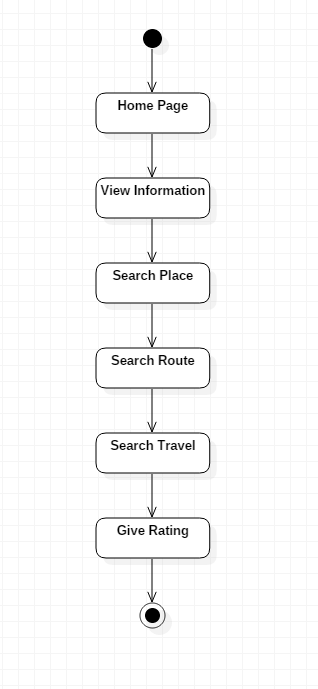 Home Page
View Information
Search Place
Search Route
Search Travel
Give Rating